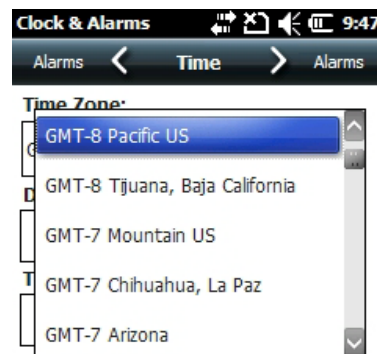 Clock & Alarms 9:47
Alarms Time Alarms
Time Zone:
G
GMT-8 Pacific US
GMT-8 Tijuana, Baja California
D
GMT-7 Mountain US
T
GMT-7 Chihuahua, La Paz
GMT-7 Arizona